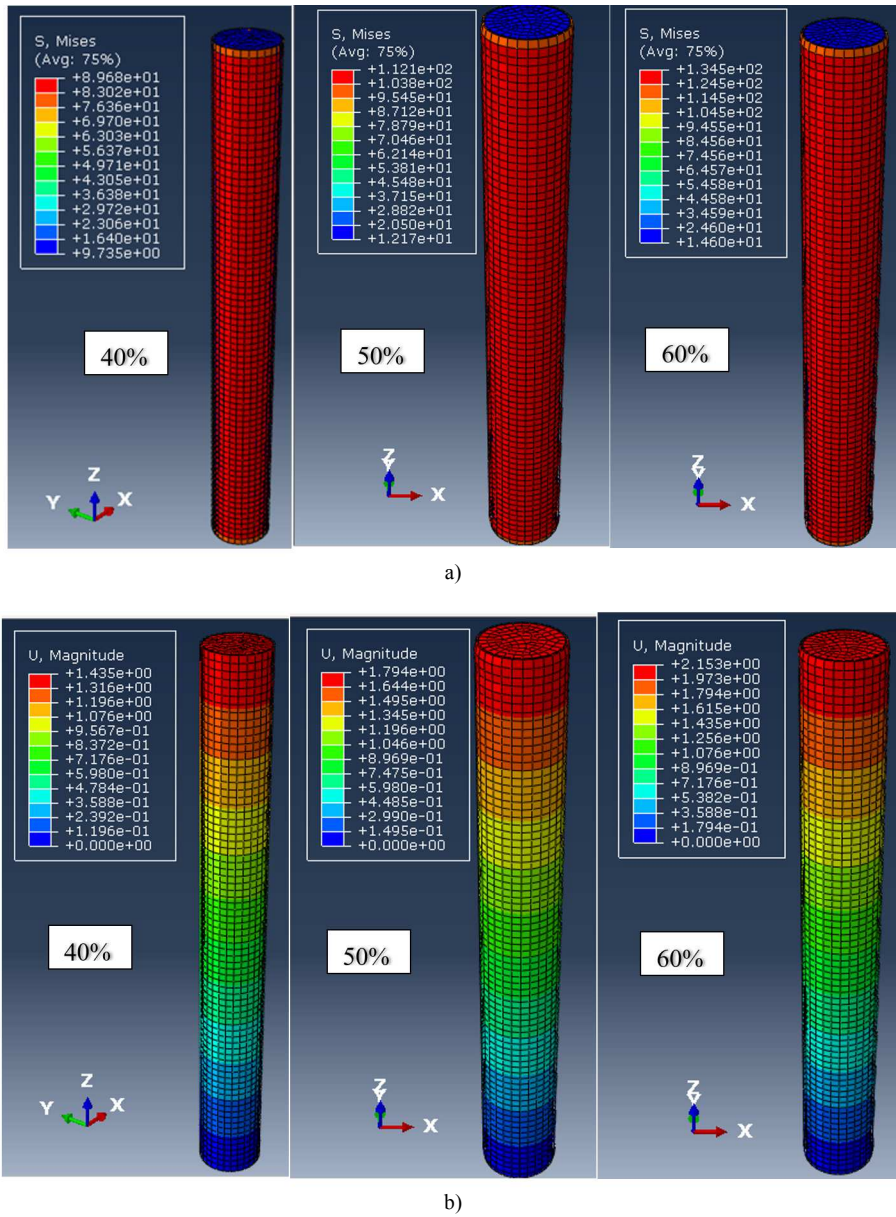 S, Mises
(Avg: 75%)
+8.968e+01
+8.302e+01
+7.636e+01
+6.970e+01
+6.303e+01
+5.637e+01
+4.971e+01
+4.305e+01
+3.638e+01
+2.972e+01
+2.306e+01
+1.640e+01
+9.735e+00
40%
Z
Y
X
S, Mises
(Avg: 75%)
+1.121e+02
+1.038e+02
+9.545e+01
+8.712e+01
+7.879e+01
+7.046e+01
+6.214e+01
+5.381e+01
+4.548e+01
+3.715e+01
+2.882e+01
+2.050e+01
+1.217e+01
50%
Z
Y
X
S, Mises
(Avg: 75%)
+1.345e+02
+1.245e+02
+1.145e+02
+1.045e+02
+9.455e+01
+8.456e+01
+7.456e+01
+6.457e+01
+5.458e+01
+4.458e+01
+3.459e+01
+2.460e+01
+1.460e+01
60%
Z
Y
X
a)
U, Magnitude
+1.435e+00
+1.316e+00
+1.196e+00
+1.076e+00
+9.567e-01
+8.372e-01
+7.176e-01
+5.980e-01
+4.784e-01
+3.588e-01
+2.392e-01
+1.196e-01
+0.000e+00
40%
Z
Y
X
U, Magnitude
+1.794e+00
+1.644e+00
+1.495e+00
+1.345e+00
+1.196e+00
+1.046e+00
+8.969e-01
+7.475e-01
+5.980e-01
+4.485e-01
+2.990e-01
+1.495e-01
+0.000e+00
50%
Z
Y
X
U, Magnitude
+2.153e+00
+1.973e+00
+1.794e+00
+1.615e+00
+1.435e+00
+1.256e+00
+1.076e+00
+8.969e-01
+7.176e-01
+5.382e-01
+3.588e-01
+1.794e-01
+0.000e+00
60%
Z
Y
X
b)